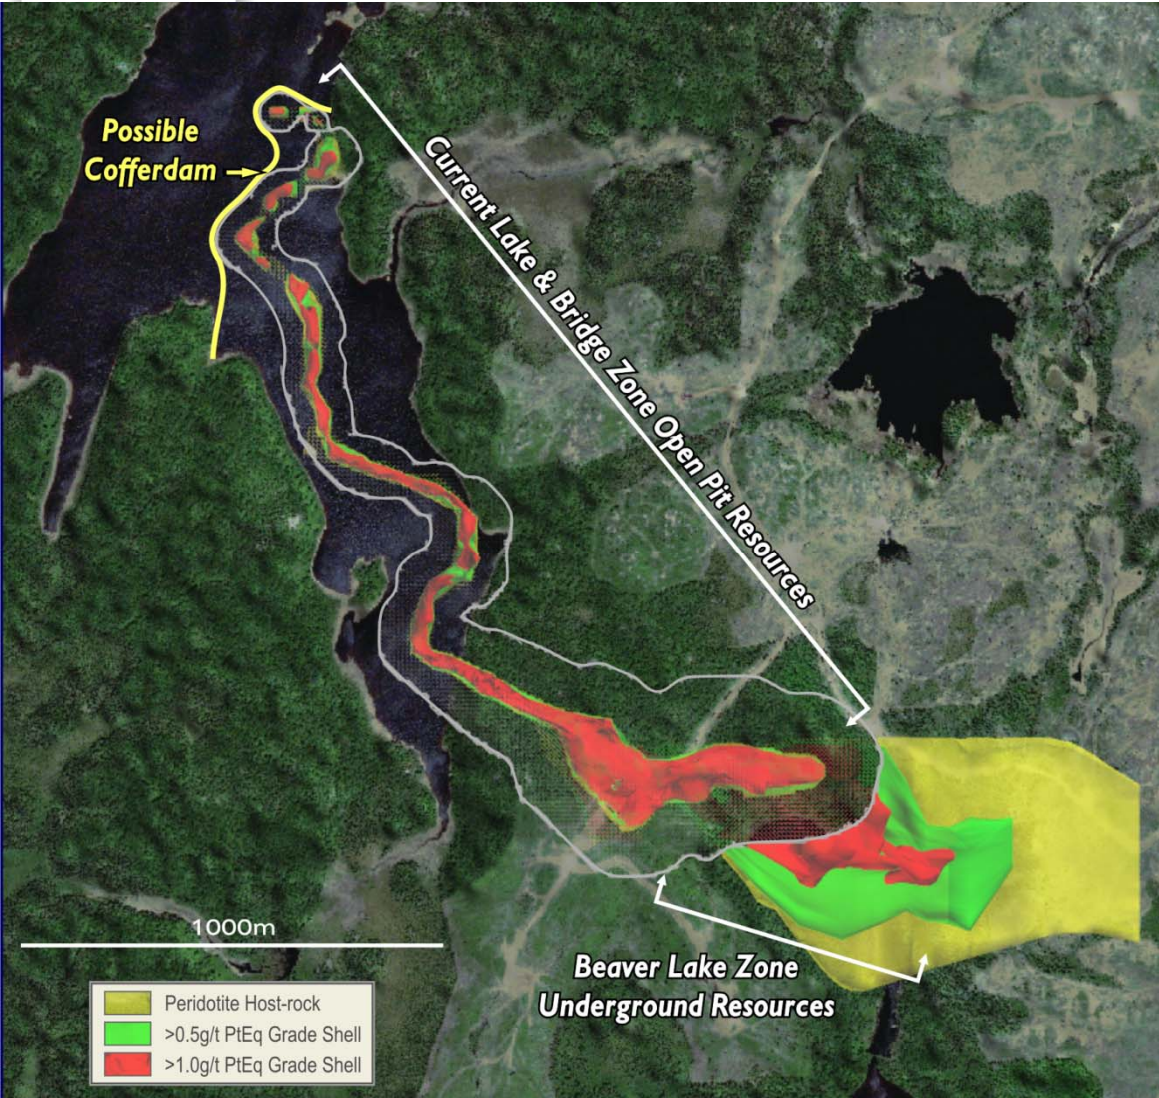 Possible
Cofferdam
Current Lake & Bridge Zone Open Pit Resources
1000m
Beaver Lake Zone
Underground Resources
Peridotite Host-rock
>0.5g/t PtEq Grade Shell
>1.0g/t PtEq Grade Shell